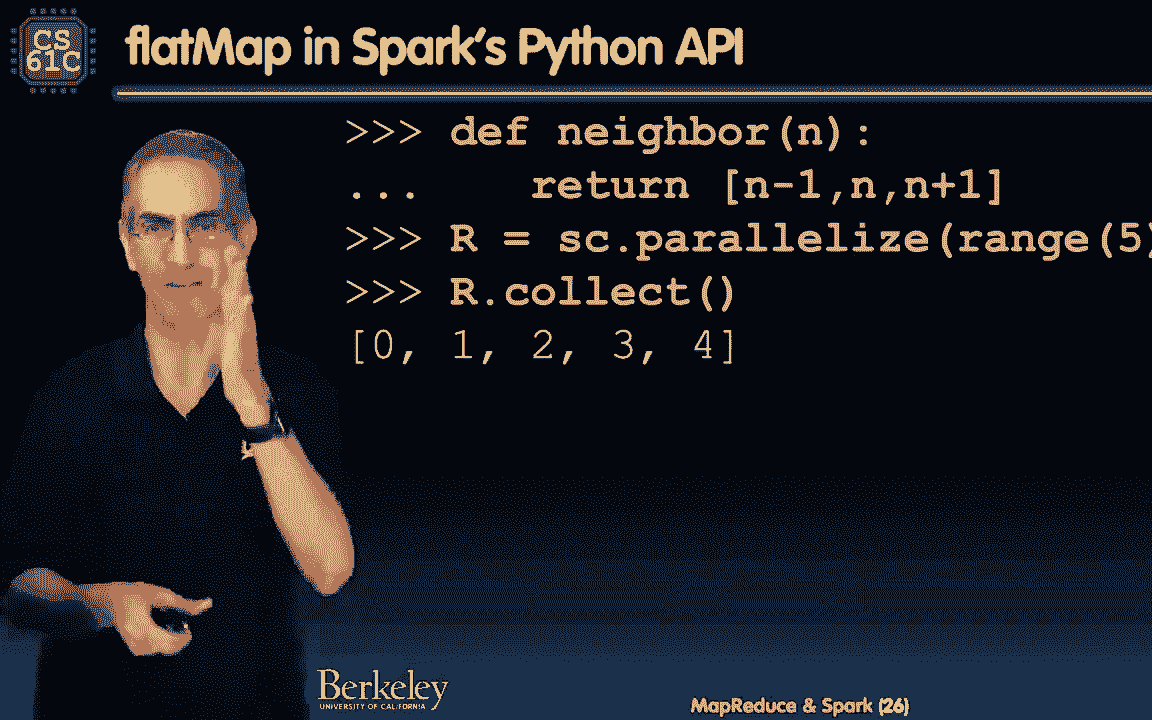 CS
61C
flatMap in Spark's Python API
>>> def neighbor(n):
... return [n-1,n,n+1]
>>> R = sc.parallelize(range(5)
>>> R.collect()
[0, 1, 2, 3, 4]
Berkeley
UNIVERSITY OF CALIFORNIA
MapReduce & Spark (26)